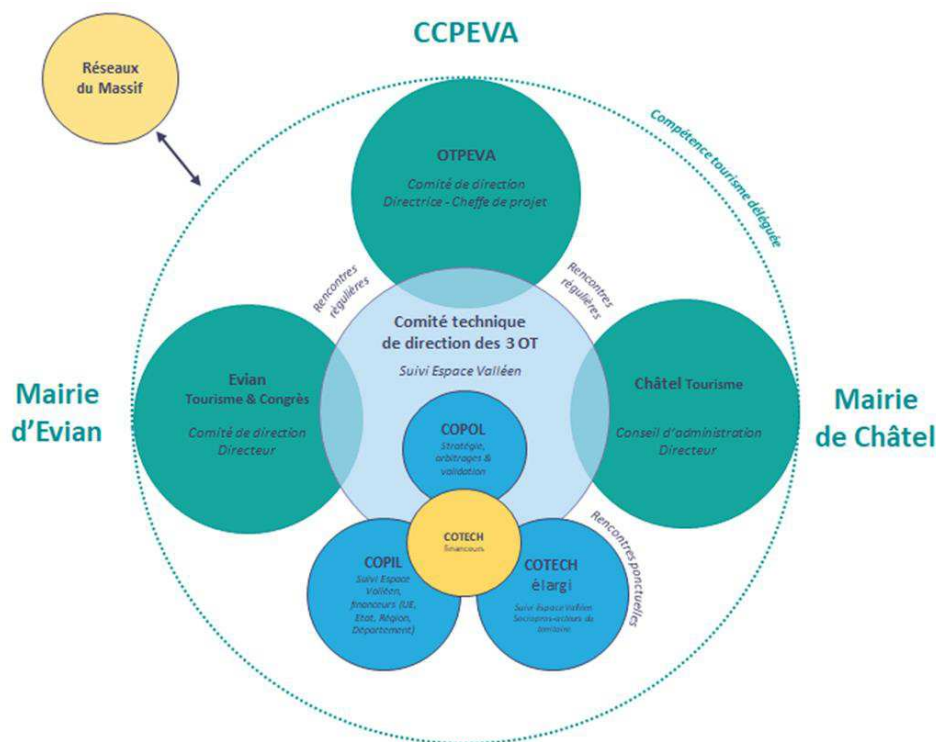 CCPEVA
Réseaux
du Massif
Compétence tourisme déléguée
OTPEVA
Comité de direction
Directrice - Cheffe de projet
Rencontres
régulières
Rencontres
régulières
Comité technique
de direction des 3 OT
Suivi Espace Valléen
Mairie
d'Evian
Evian
Tourisme & Congrès
Comité de direction
Directeur
Châtel Tourisme
Conseil d'administration
Directeur
Mairie
de Châtel
COPOL
Stratégie,
arbitrages &
validation
COTECH
financeurs
COPIL
Suivi Espace
Valléen,
financeurs (UE,
Etat, Région,
Département)
COTECH
élargi
Suivi Espace Valléen
Sociopros-acteurs du
territoire
Rencontres ponctuelles